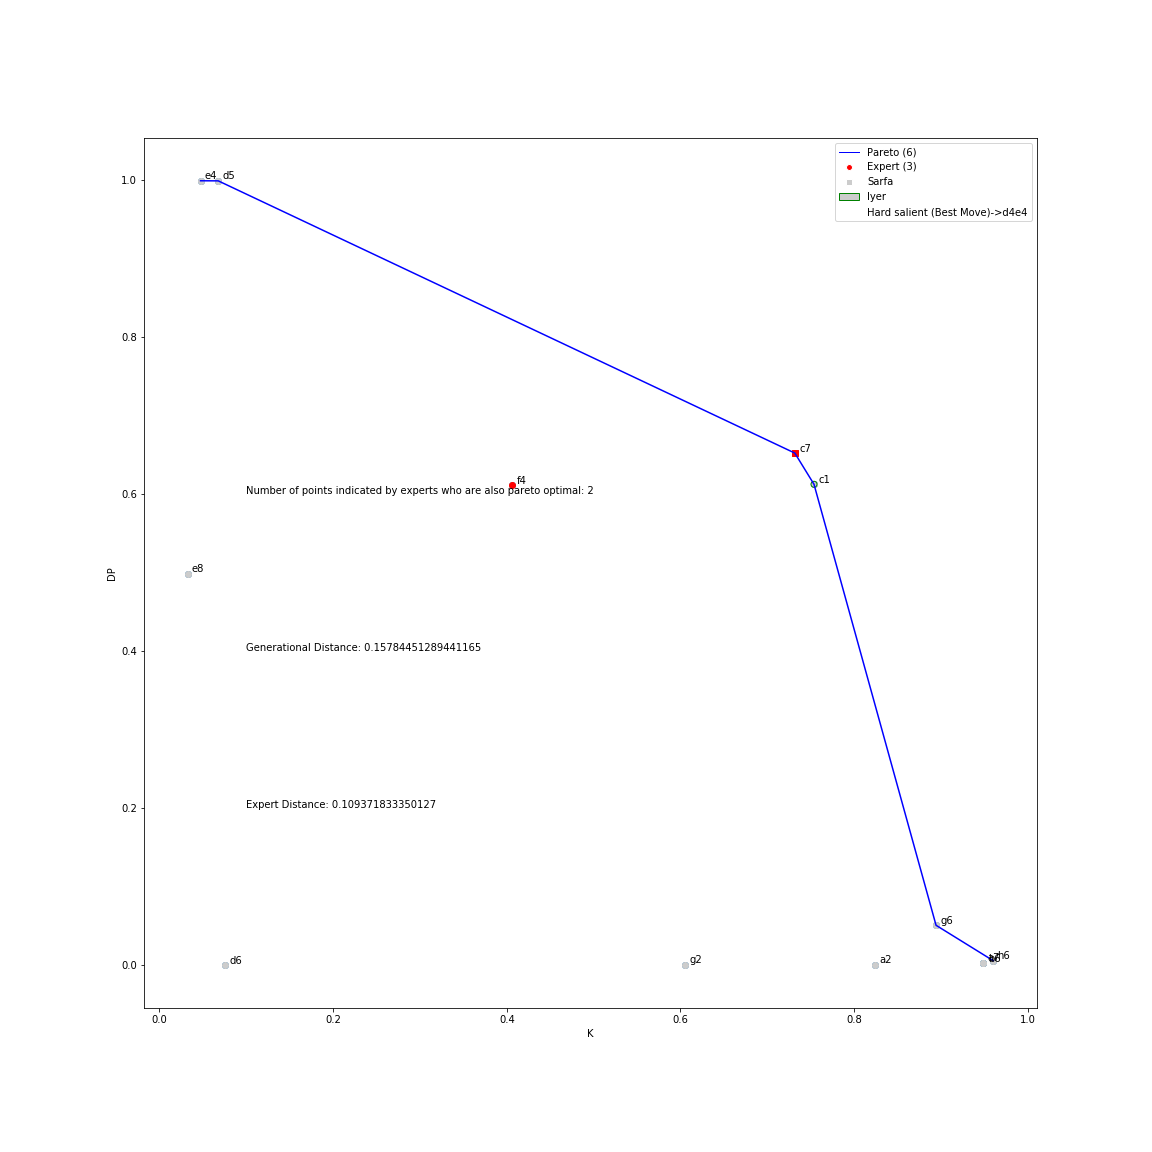 Pareto (6)
Expert (3)
Sarfa
Iyer
Hard salient (Best Move)->d4e4
1.0
e4
d5
0.8
c7
c1
0.6
f4
Number of points indicated by experts who are also pareto optimal: 2
DP
e8
0.4
Generational Distance: 0.15784451289441165
0.2
Expert Distance: 0.109371833350127
g6
0.0
d6
g2
a2
h6
0.0
0.2
0.4
0.6
0.8
1.0
K